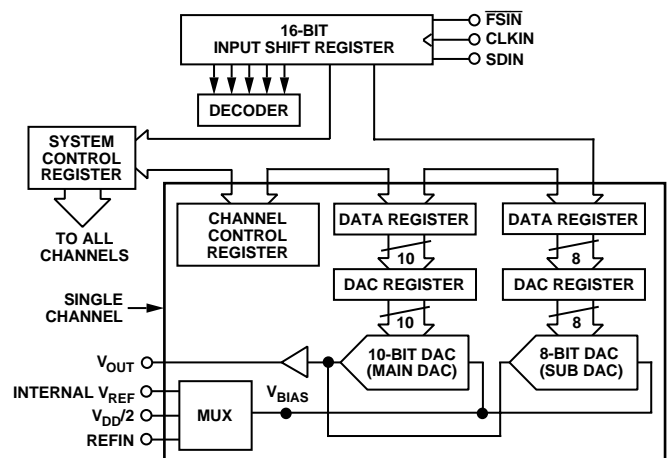 16-BIT
INPUT SHIFT REGISTER
FSIN
CLKIN
SDIN
DECODER
SYSTEM
CONTROL
REGISTER
TO ALL
CHANNELS
CHANNEL
CONTROL
REGISTER
DATA REGISTER
DATA REGISTER
10
8
DAC REGISTER
DAC REGISTER
10
8
SINGLE
CHANNEL
10-BIT DAC
(MAIN DAC)
8-BIT DAC
(SUB DAC)
VOUT
INTERNAL VREF
VDD/2
REFIN
MUX
VBIAS